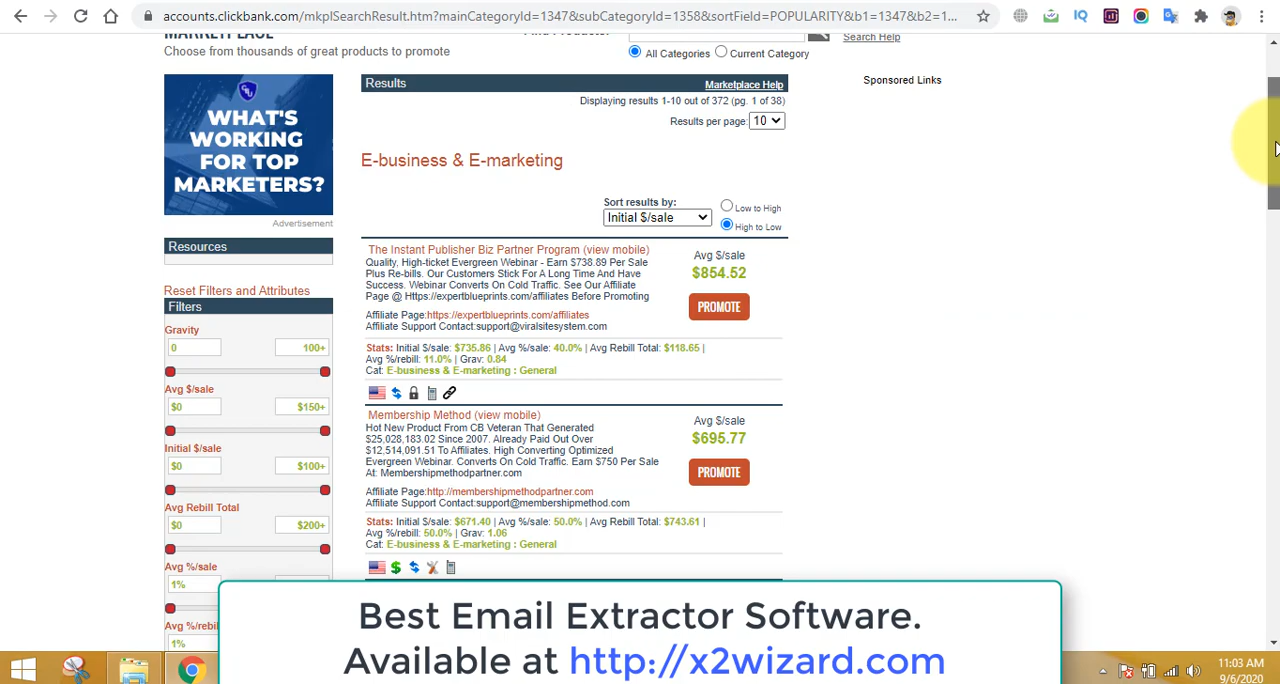 accounts.clickbank.com/mkplSearchResult.htm?mainCategoryId=1347&subCategoryId=1358&sortField=POPULARITY&b1=1347&b2=1...
Choose from thousands of great products to promote
All Categories Current Category
Search Help
WHAT'S
WORKING
FOR TOP
MARKETERS?
Advertisement
Resources
Reset Filters and Attributes
Filters
Gravity
0 100+
Avg $/sale
$0 $150+
Initial $/sale
$0 $100+
Avg Rebill Total
$0 $200+
Avg %/sale
1%
Avg %/rebil
1%
Results Marketplace Help
Displaying results 1-10 out of 372 (pg. 1 of 38)
Results per page: 10
E-business & E-marketing
Sort results by:
Initial $/sale
Low to High
High to Low
The Instant Publisher Biz Partner Program (view mobile)
Quality, High-ticket Evergreen Webinar - Earn $738.89 Per Sale
Plus Re-bills. Our Customers Stick For A Long Time And Have
Success. Webinar Converts On Cold Traffic. See Our Affiliate
Page @ Https://expertblueprints.com/affiliates Before Promoting
Affiliate Page:https://expertblueprints.com/affiliates
Affiliate Support Contact:support@viralsitesystem.com
Avg $/sale
$854.52
PROMOTE
Stats: Initial $/sale: $735.86 | Avg %/sale: 40.0% | Avg Rebill Total: $118.65 |
Avg %/rebill: 11.0% | Grav: 0.84
Cat: E-business & E-marketing : General
Membership Method (view mobile)
Hot New Product From CB Veteran That Generated
$25,028,183.02 Since 2007. Already Paid Out Over
$12,514,091.51 To Affiliates. High Converting Optimized
Evergreen Webinar. Converts On Cold Traffic. Earn $750 Per Sale
At: Membershipmethodpartner.com
Affiliate Page:http://membershipmethodpartner.com
Affiliate Support Contact:support@membershipmethod.com
Avg $/sale
$695.77
PROMOTE
Stats: Initial $/sale: $671.40 | Avg %/sale: 50.0% | Avg Rebill Total: $743.61 |
Avg %/rebill: 50.0% | Grav: 1.06
Cat: E-business & E-marketing : General
Sponsored Links
Best Email Extractor Software.
Available at http://x2wizard.com
11:03 AM
9/6/2020